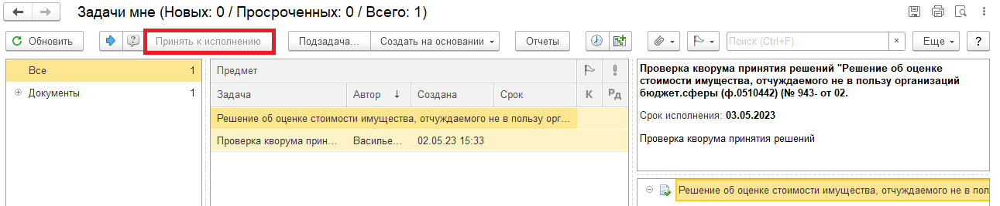 Задачи мне (Новых: 0 / Просроченных: 0 / Всего: 1)
Обновить
Принять к исполнению
Подзадача...
Создать на основании
Отчеты
Поиск (Ctrl+F)
×
Еще
?
Все 1
Документы 1
Предмет
Задача Автор ↓ Создана Срок К Рд
Решение об оценке стоимости имущества, отчуждаемого не в пользу орг...
Проверка кворума прин... Василье... 02.05.23 15:33
Проверка кворума принятия решений "Решение об оценке
стоимости имущества, отчуждаемого не в пользу организаций
бюджет.сферы (ф.0510442) (№ 943- от 02.
Срок исполнения: 03.05.2023
Проверка кворума принятия решений
Решение об оценке стоимости имущества, отчуждаемого не в пол